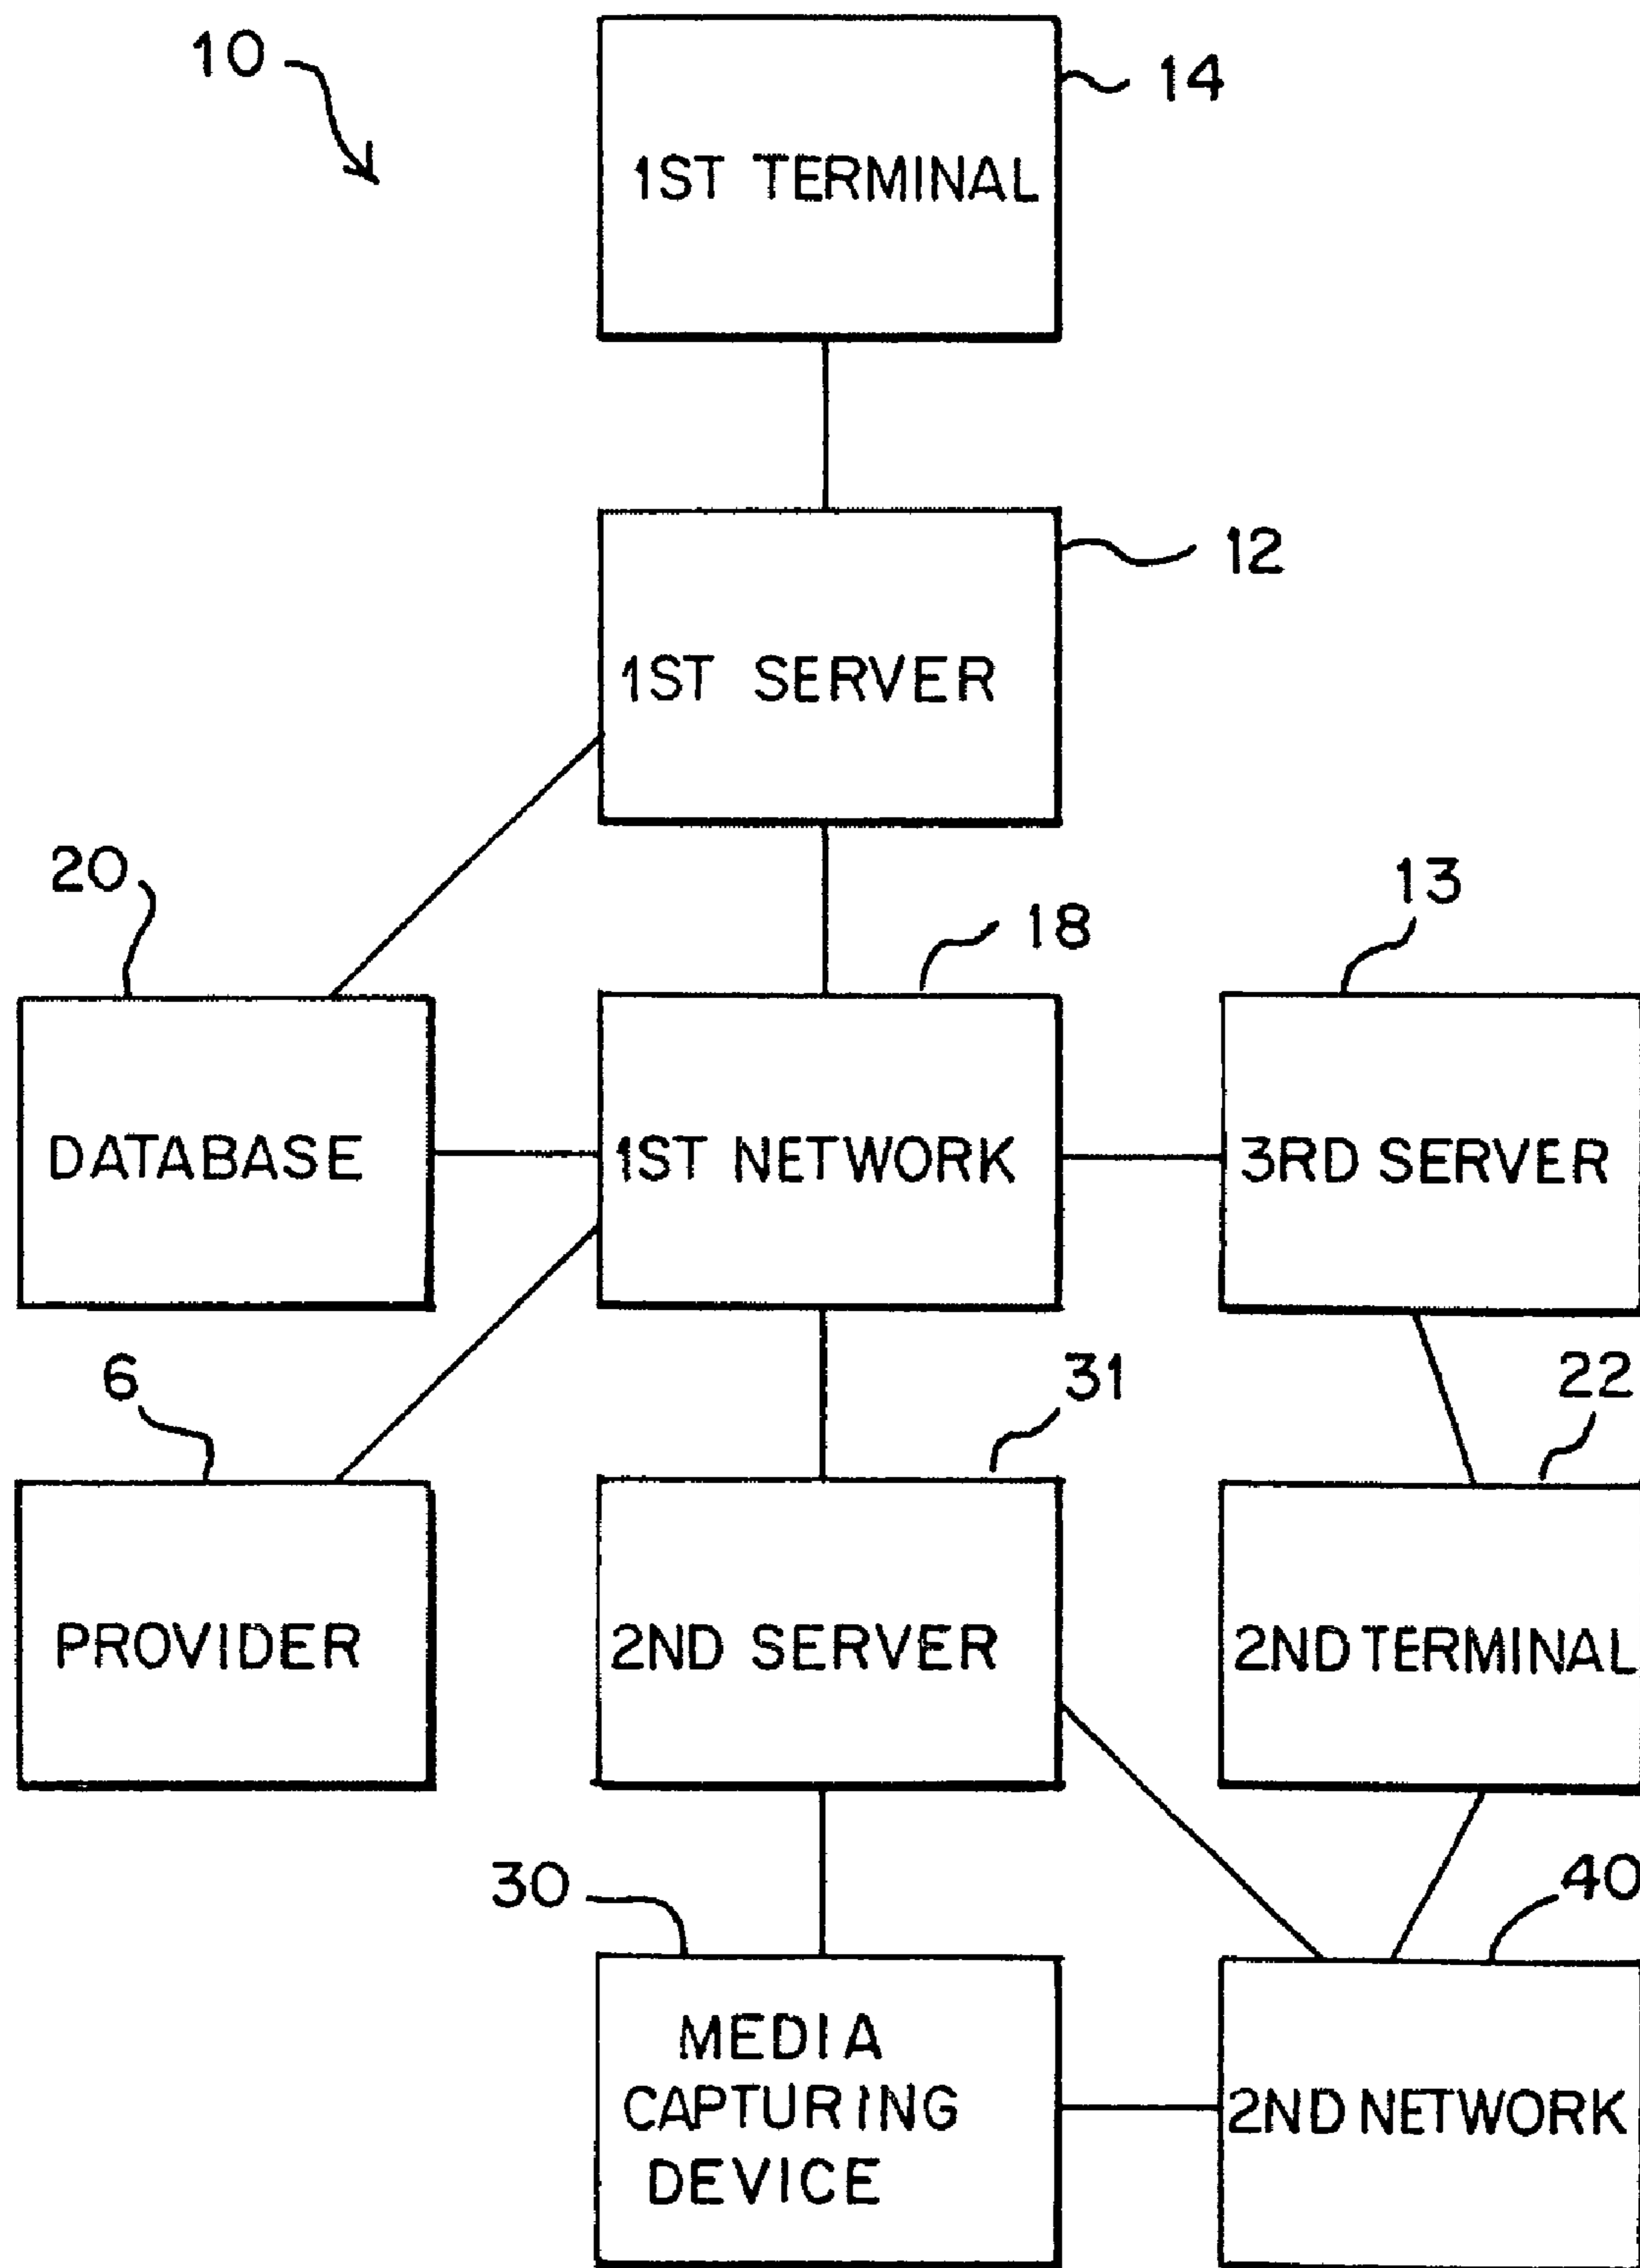 10
14
1ST TERMINAL
12
1ST SERVER
20
18
13
DATABASE
1ST NETWORK
3RD SERVER
6
31
22
PROVIDER
2ND SERVER
2ND TERMINAL
30
40
MEDIA
CAPTURING
DEVICE
2ND NETWORK